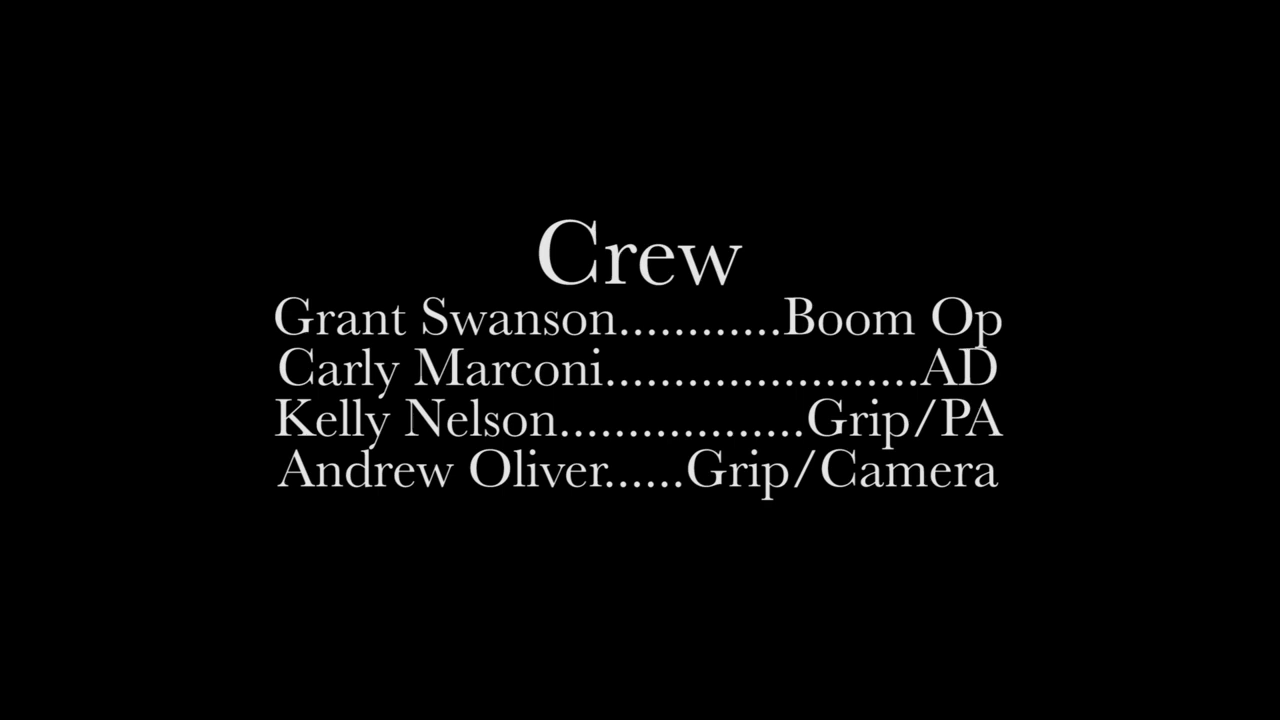 Crew
Grant Swanson............Boom Op
Carly Marconi.......................AD
Kelly Nelson..................Grip/PA
Andrew Oliver......Grip/Camera